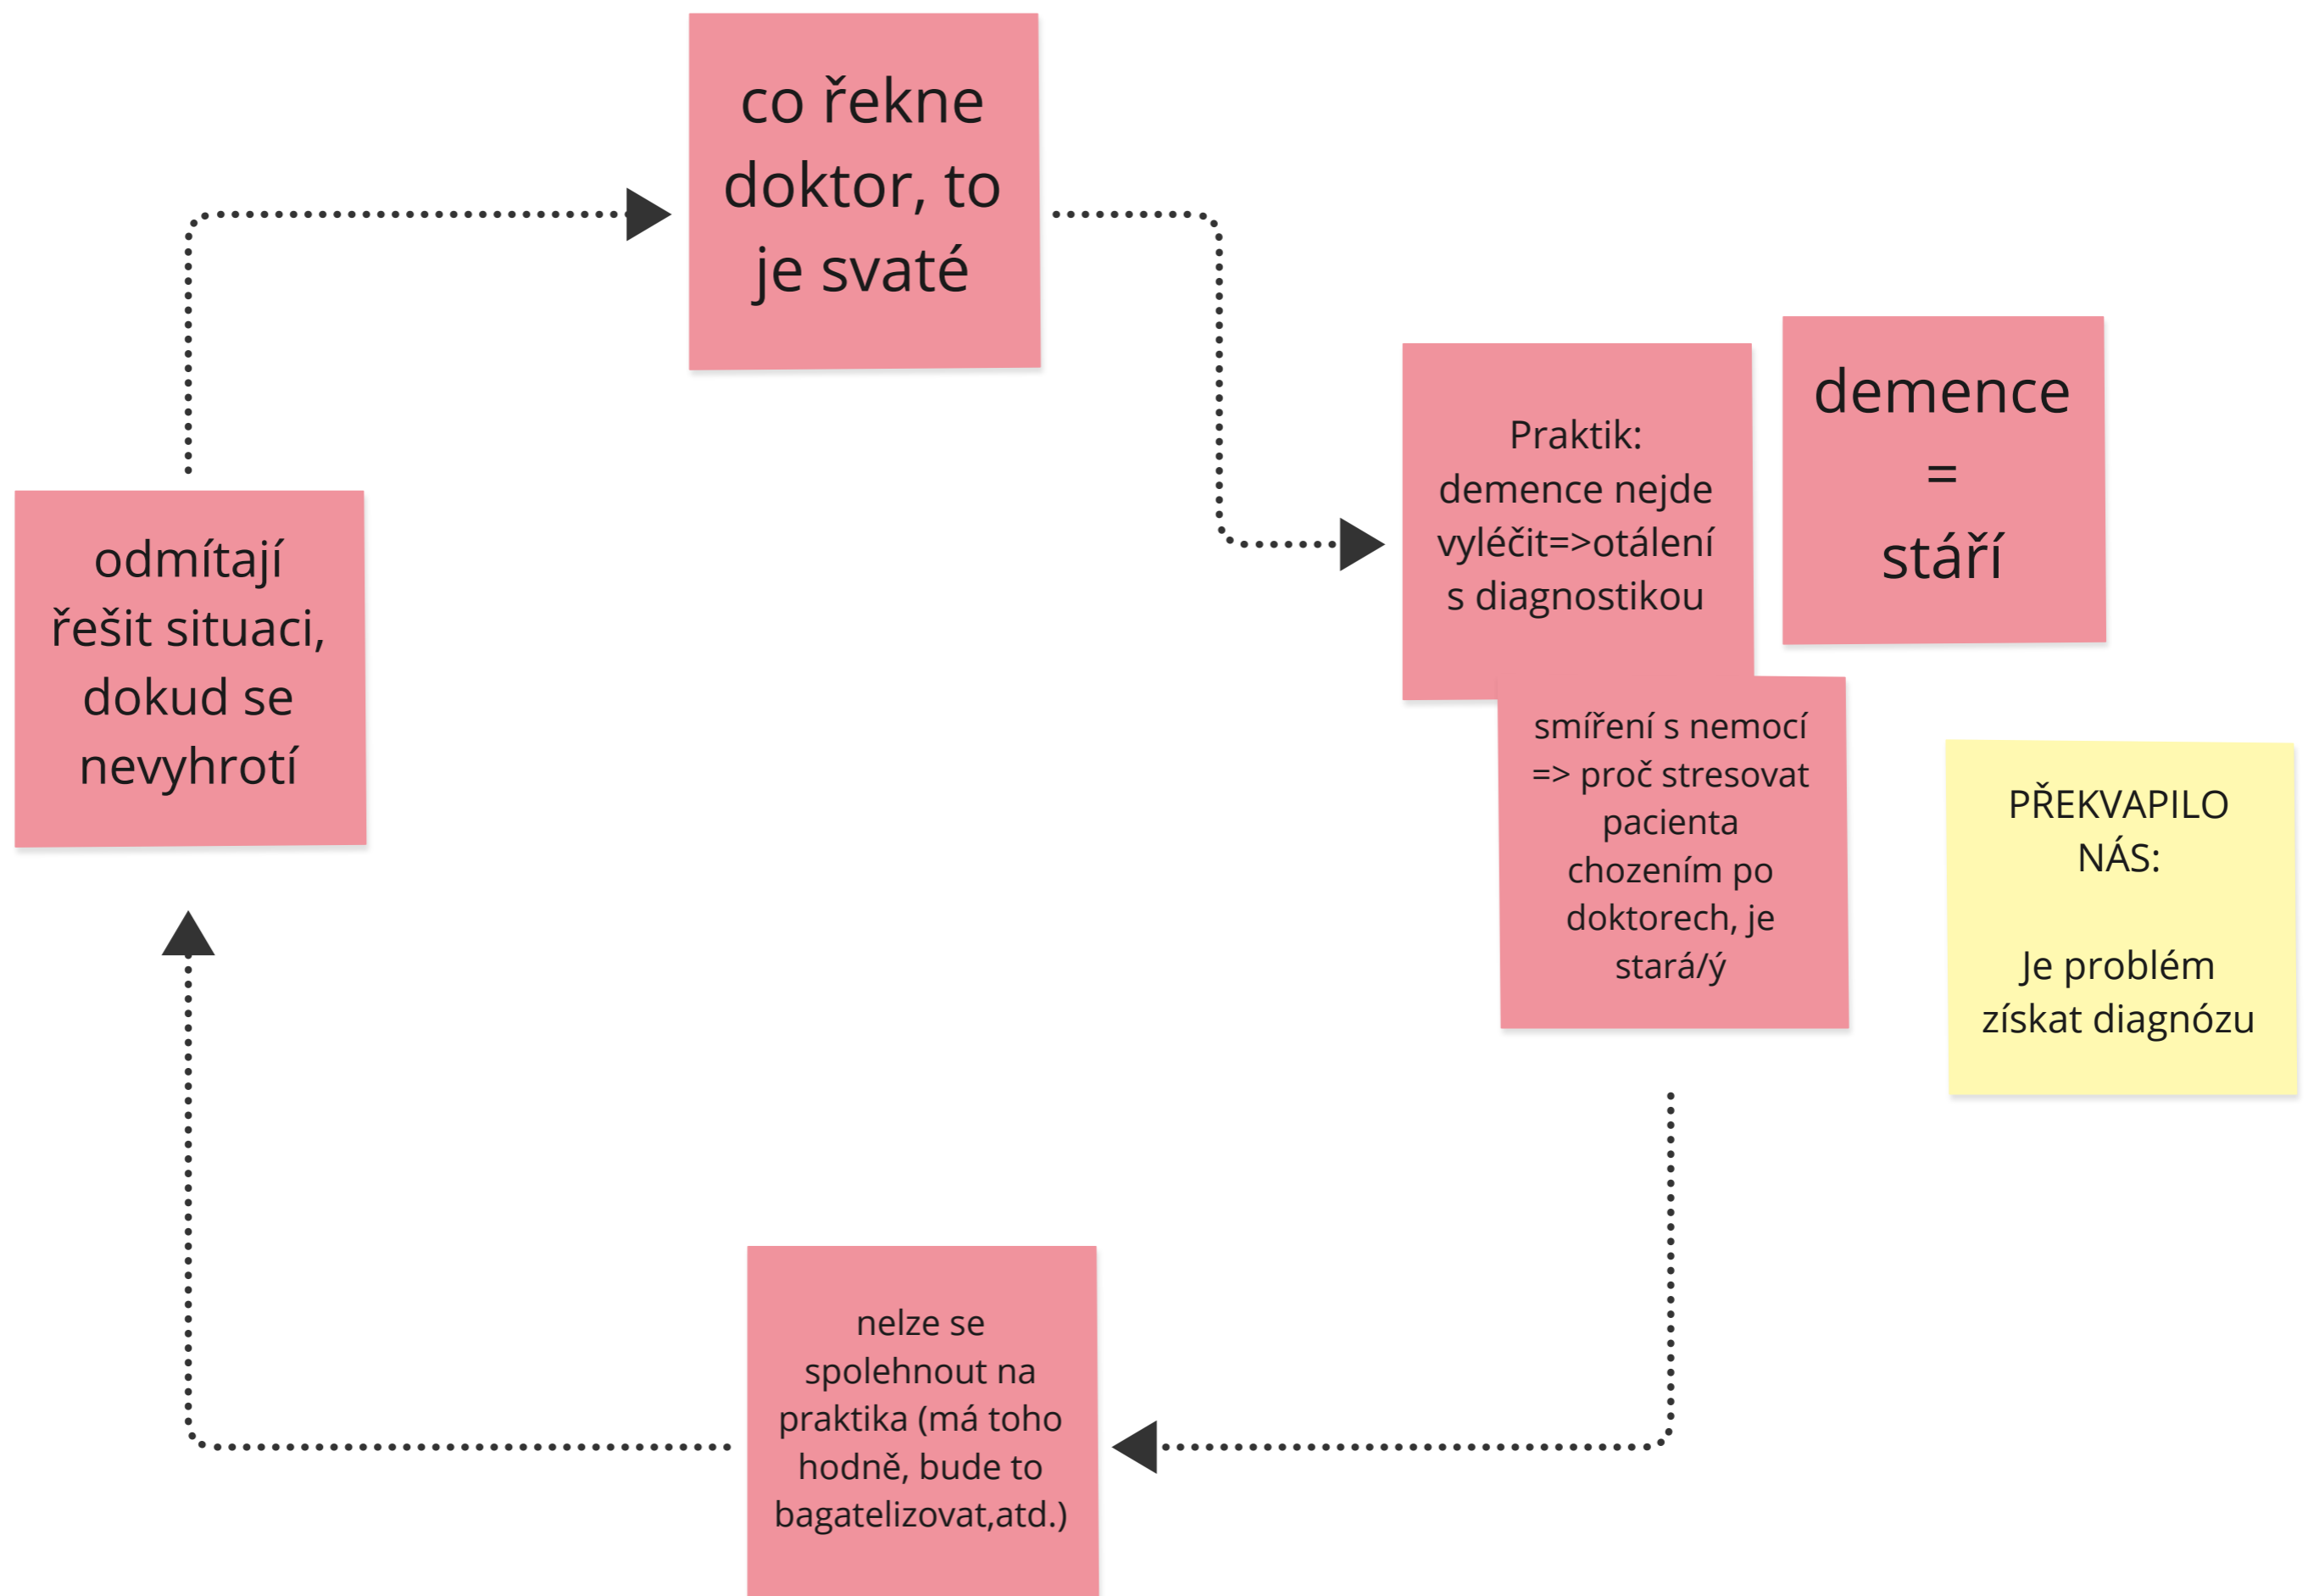 co řekne
doktor, to
je svaté
Praktik:
demence nejde
vyléčit=>otálení
s diagnostikou
demence
=
stáří
odmítají
řešit situaci,
dokud se
nevyhrotí
smíření s nemocí
=> proč stresovat
pacienta
chozením po
doktorech, je
stará/ý
PŘEKVAPILO
NÁS:
Je problém
získat diagnózu
nelze se
spolehnout na
praktika (má toho
hodně, bude to
bagatelizovat,atd.)